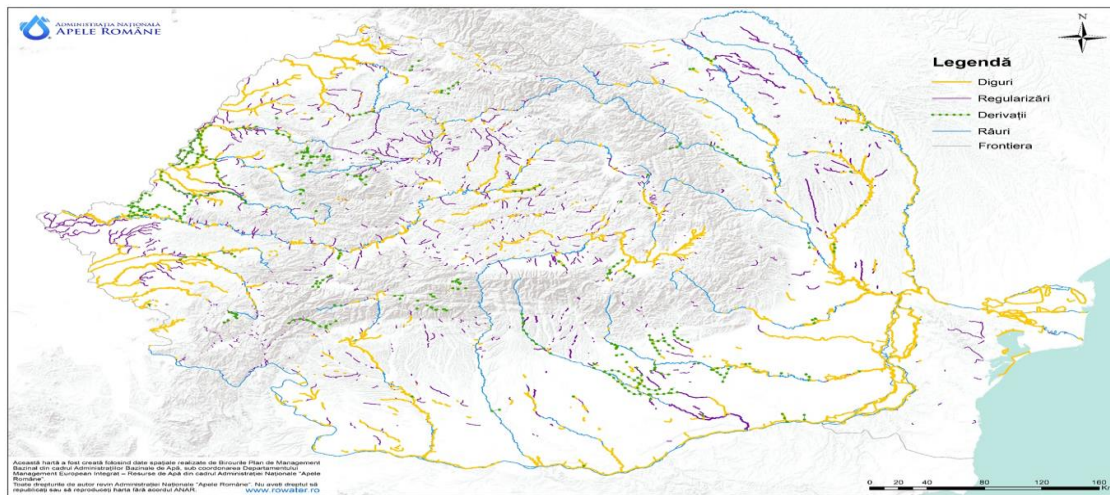 ADMINISTRAȚIA NAȚIONALĂ
APELE ROMÂNE
N
Legendă
Diguri
Regularizări
Derivații
Râuri
Frontiera
Această hartă a fost creată folosind date spațiale realizate de Birourile Plan de Management
Bazinal din cadrul Administrațiilor Bazinale de Apă, sub coordonarea Departamentului
Management European Integrat – Resurse de Apă din cadrul Administrației Naționale "Apele
Române".
Toate drepturile de autor revin Administrației Naționale "Apele Române". Nu aveți dreptul să
republicați sau să reproduceți harta fără acordul ANAR.
www.rowater.ro
0 20 40 80 120 160